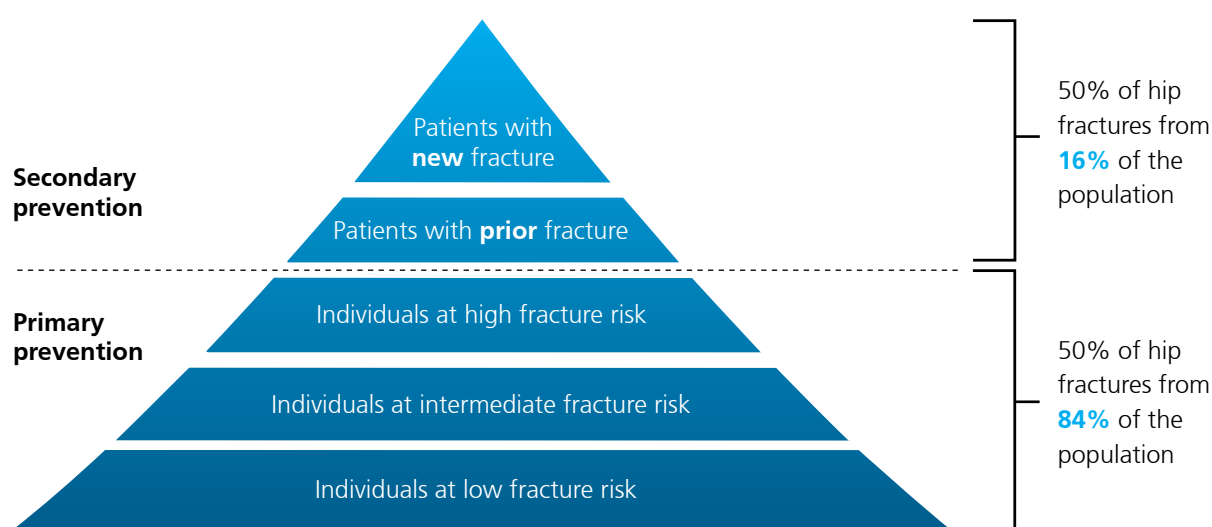 Patients with
new fracture
Secondary
prevention
Patients with prior fracture
50% of hip
fractures from
16% of the
population
Primary
prevention
Individuals at high fracture risk
Individuals at intermediate fracture risk
Individuals at low fracture risk
50% of hip
fractures from
84% of the
population